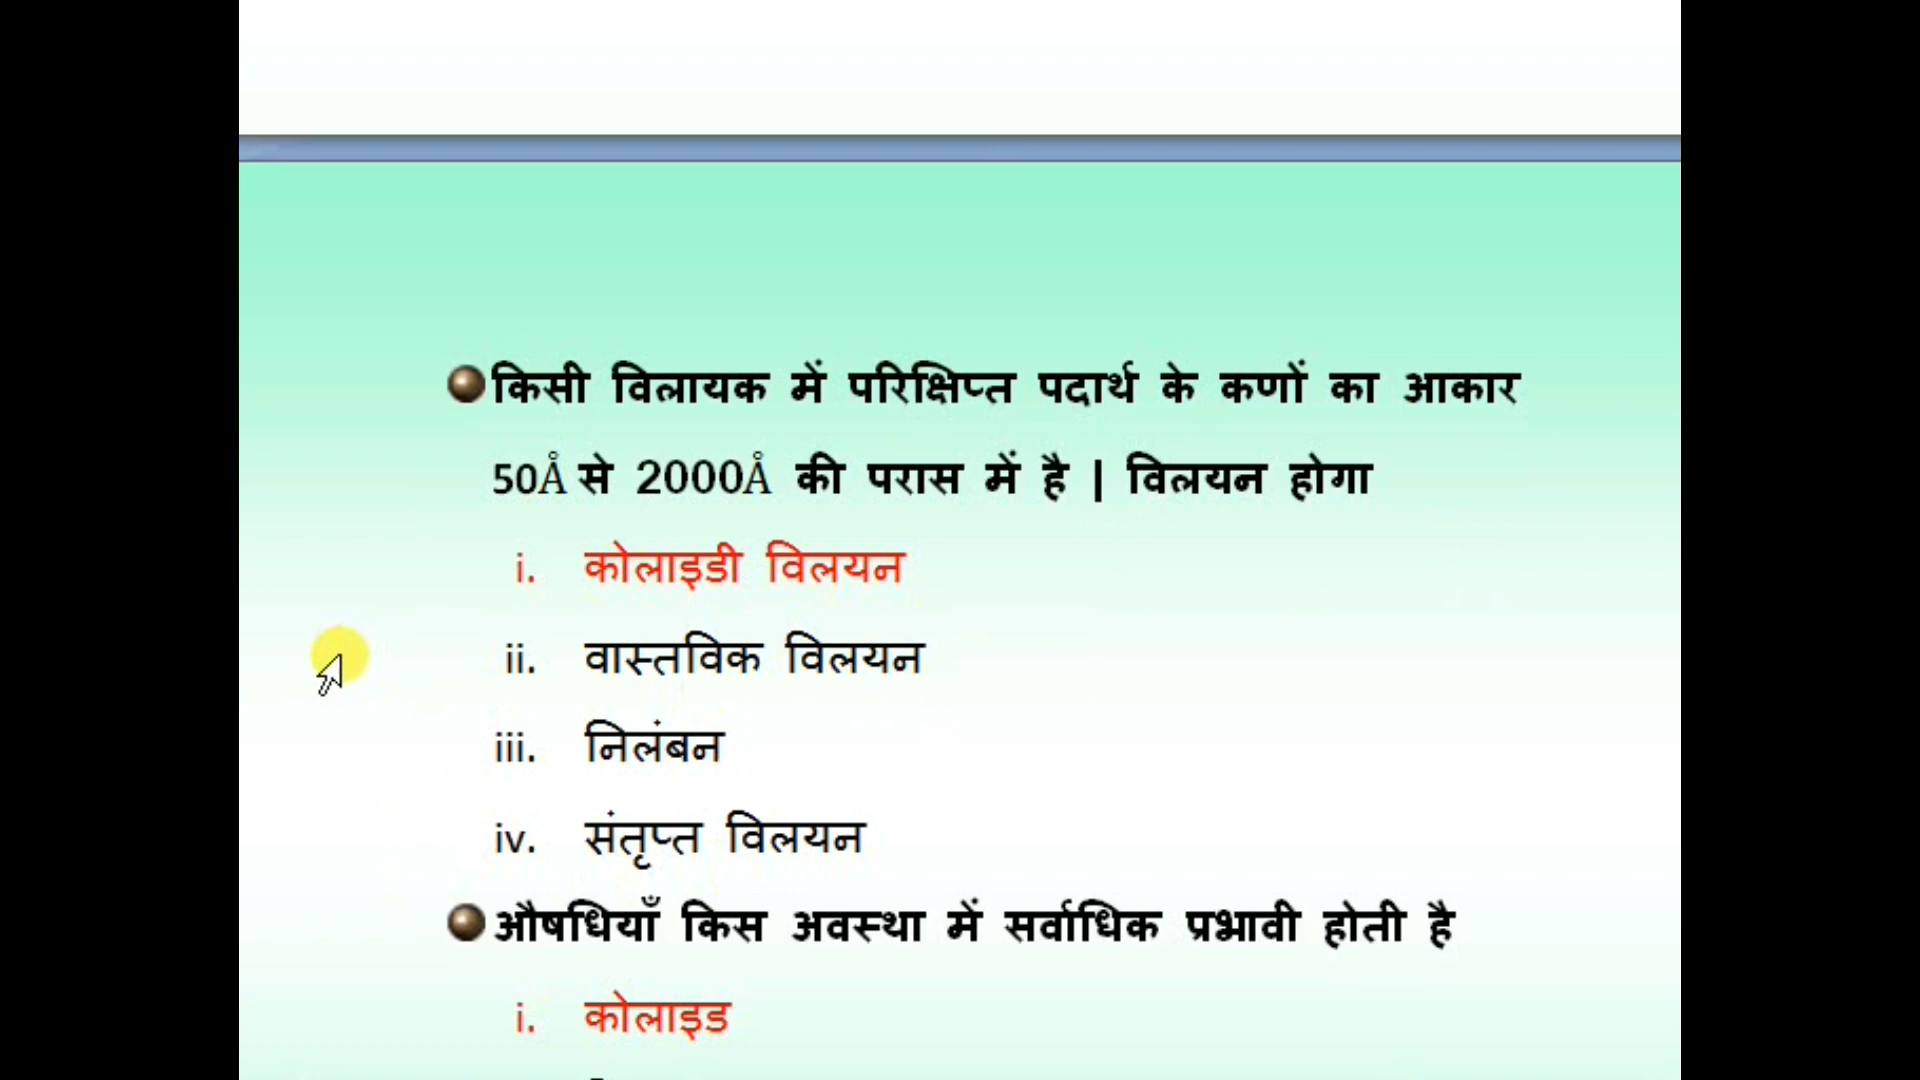 किसी विलायक में परिक्षिप्त पदार्थ के कणों का आकार
50Å से 2000Å की परास में है | विलयन होगा
i. कोलाइडी विलयन
ii. वास्तविक विलयन
iii. निलंबन
iv. संतृप्त विलयन
औषधियाँ किस अवस्था में सर्वाधिक प्रभावी होती है
i. कोलाइड